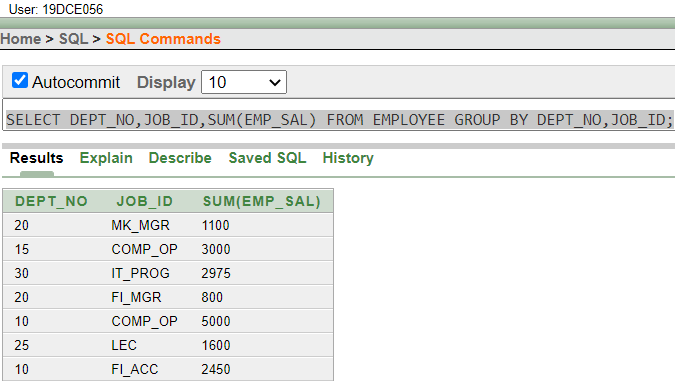 User: 19DCE056
Home > SQL > SQL Commands
Autocommit Display 10
SELECT DEPT_NO,JOB_ID,SUM(EMP_SAL) FROM EMPLOYEE GROUP BY DEPT_NO,JOB_ID;
Results Explain Describe Saved SQL History
DEPT_NO JOB_ID SUM(EMP_SAL)
20 MK_MGR 1100
15 COMP_OP 3000
30 IT_PROG 2975
20 FI_MGR 800
10 COMP_OP 5000
25 LEC 1600
10 FI_ACC 2450